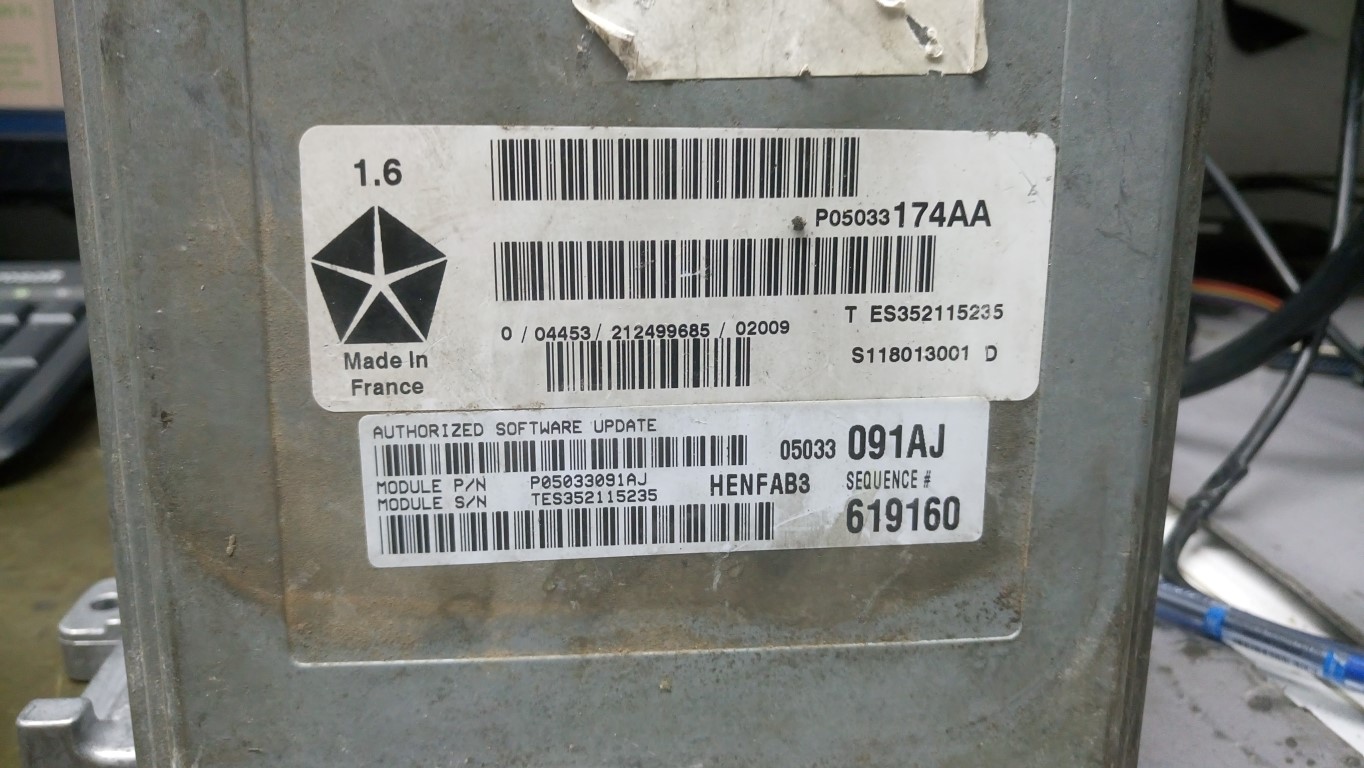 1.6
P05033174AA
Made In
France
0 / 04453 / 212499685 / 02009
T ES352115235
S118013001 D
AUTHORIZED SOFTWARE UPDATE
05033 091AJ
MODULE P/N P05033091AJ
MODULE S/N TES352115235
HENFAB3
SEQUENCE #
619160